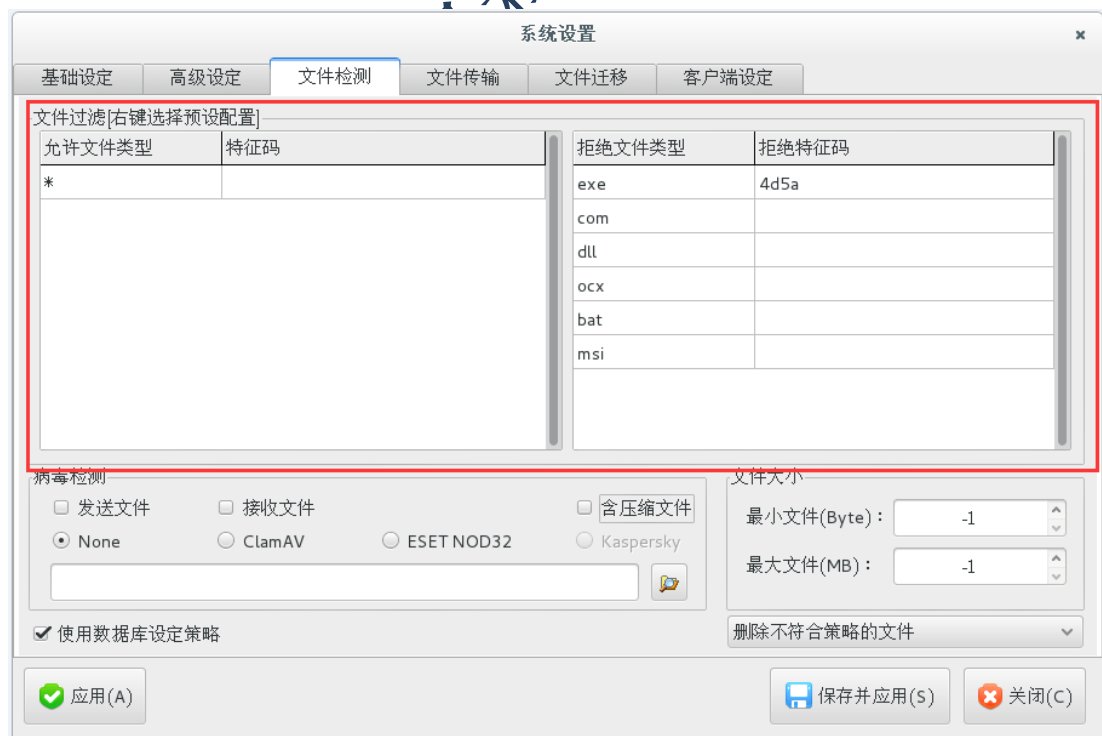 系统设置
基础设定 高级设定 文件检测 文件传输 文件迁移 客户端设定
文件过滤[右键选择预设配置]
允许文件类型 特征码 拒绝文件类型 拒绝特征码
* exe 4d5a
com
dll
ocx
bat
msi
病毒检测 文件大小
发送文件 接收文件 含压缩文件
最小文件(Byte)： -1
None ClamAV ESET NOD32 Kaspersky
最大文件(MB)： -1
使用数据库设定策略 删除不符合策略的文件
应用(A) 保存并应用(S) 关闭(C)